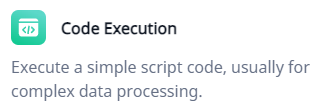 Code Execution
Execute a simple script code, usually for
complex data processing.